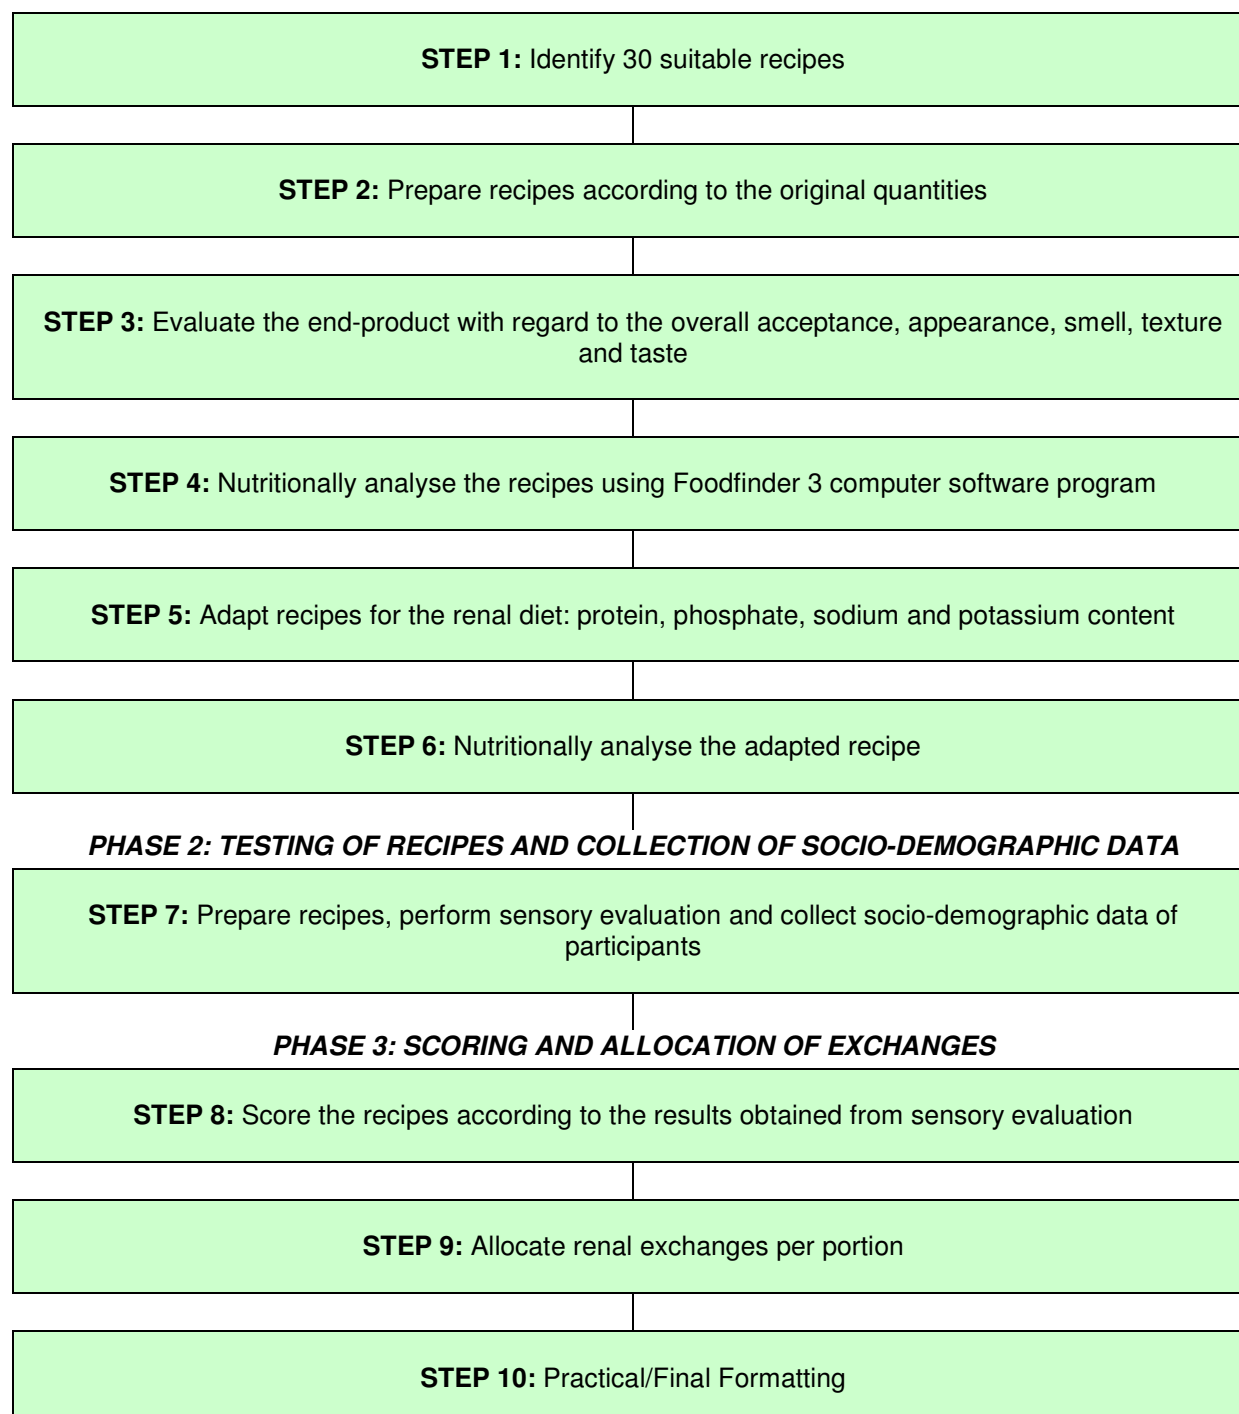 STEP 1: Identify 30 suitable recipes
STEP 2: Prepare recipes according to the original quantities
STEP 3: Evaluate the end-product with regard to the overall acceptance, appearance, smell, texture
and taste
STEP 4: Nutritionally analyse the recipes using Foodfinder 3 computer software program
STEP 5: Adapt recipes for the renal diet: protein, phosphate, sodium and potassium content
STEP 6: Nutritionally analyse the adapted recipe
PHASE 2: TESTING OF RECIPES AND COLLECTION OF SOCIO-DEMOGRAPHIC DATA
STEP 7: Prepare recipes, perform sensory evaluation and collect socio-demographic data of
participants
PHASE 3: SCORING AND ALLOCATION OF EXCHANGES
STEP 8: Score the recipes according to the results obtained from sensory evaluation
STEP 9: Allocate renal exchanges per portion
STEP 10: Practical/Final Formatting